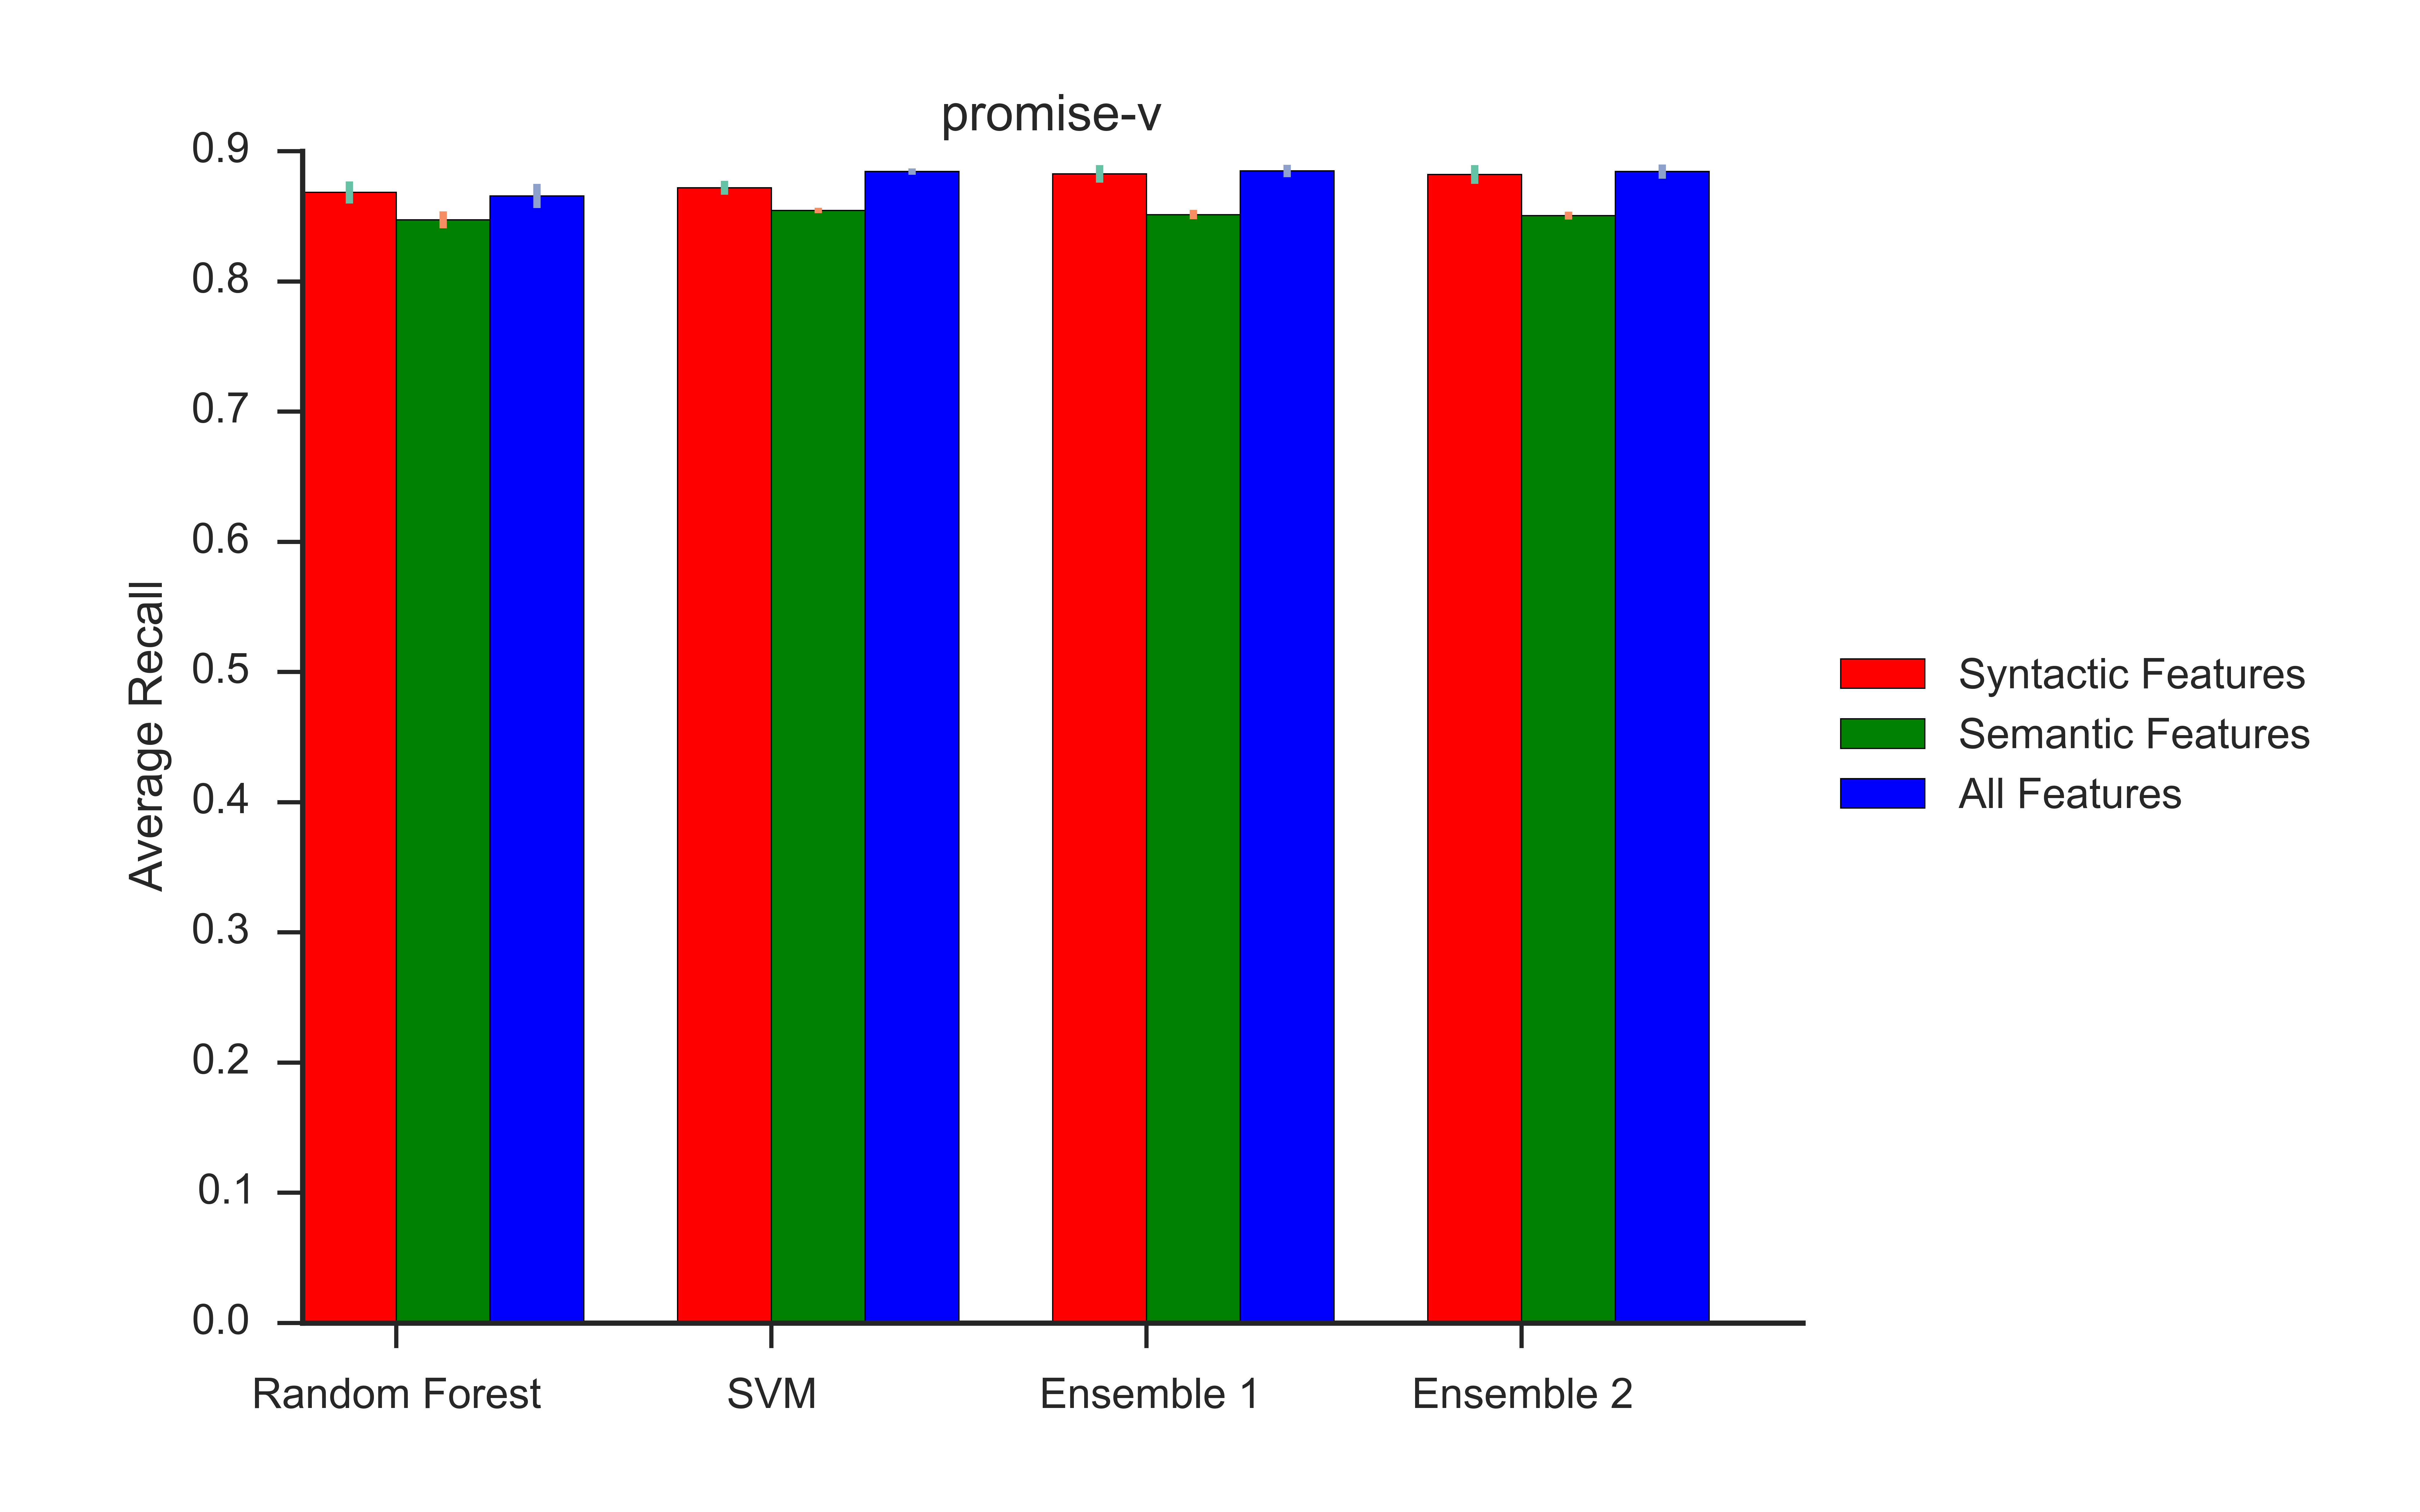 promise-v
0.9
0.8
0.7
0.6
0.5
0.4
0.3
0.2
0.1
0.0
Average Recall
Random Forest
SVM
Ensemble 1
Ensemble 2
Syntactic Features
Semantic Features
All Features